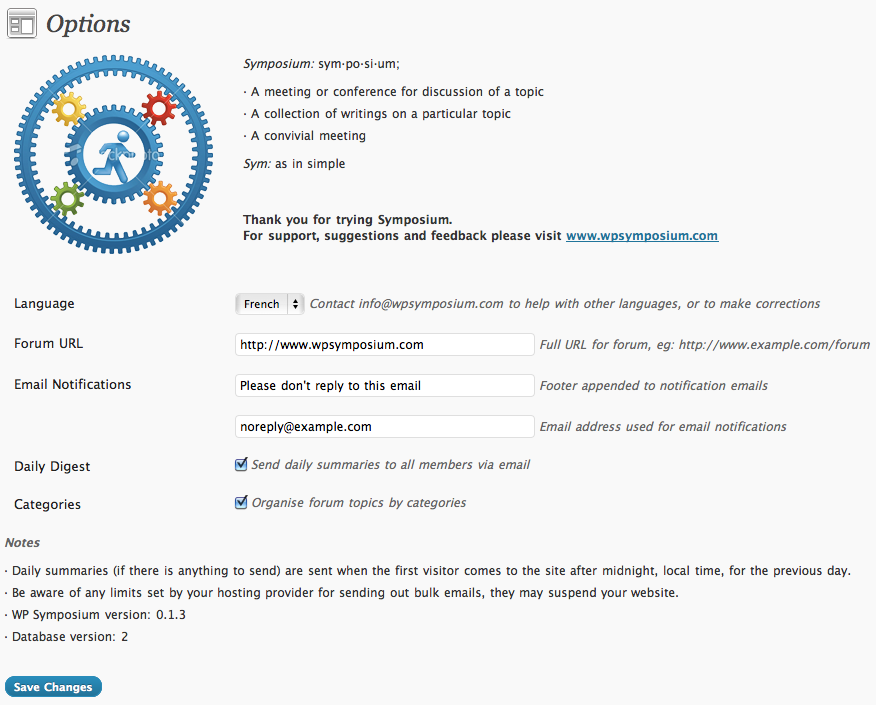 Options
Symposium: sym·po·si·um;
· A meeting or conference for discussion of a topic
· A collection of writings on a particular topic
· A convivial meeting
Sym: as in simple
Thank you for trying Symposium.
For support, suggestions and feedback please visit www.wpsymposium.com
Language French Contact info@wpsymposium.com to help with other languages, or to make corrections
Forum URL http://www.wpsymposium.com Full URL for forum, eg: http://www.example.com/forum
Email Notifications Please don't reply to this email Footer appended to notification emails
noreply@example.com Email address used for email notifications
Daily Digest Send daily summaries to all members via email
Categories Organise forum topics by categories
Notes
· Daily summaries (if there is anything to send) are sent when the first visitor comes to the site after midnight, local time, for the previous day.
· Be aware of any limits set by your hosting provider for sending out bulk emails, they may suspend your website.
· WP Symposium version: 0.1.3
· Database version: 2
Save Changes